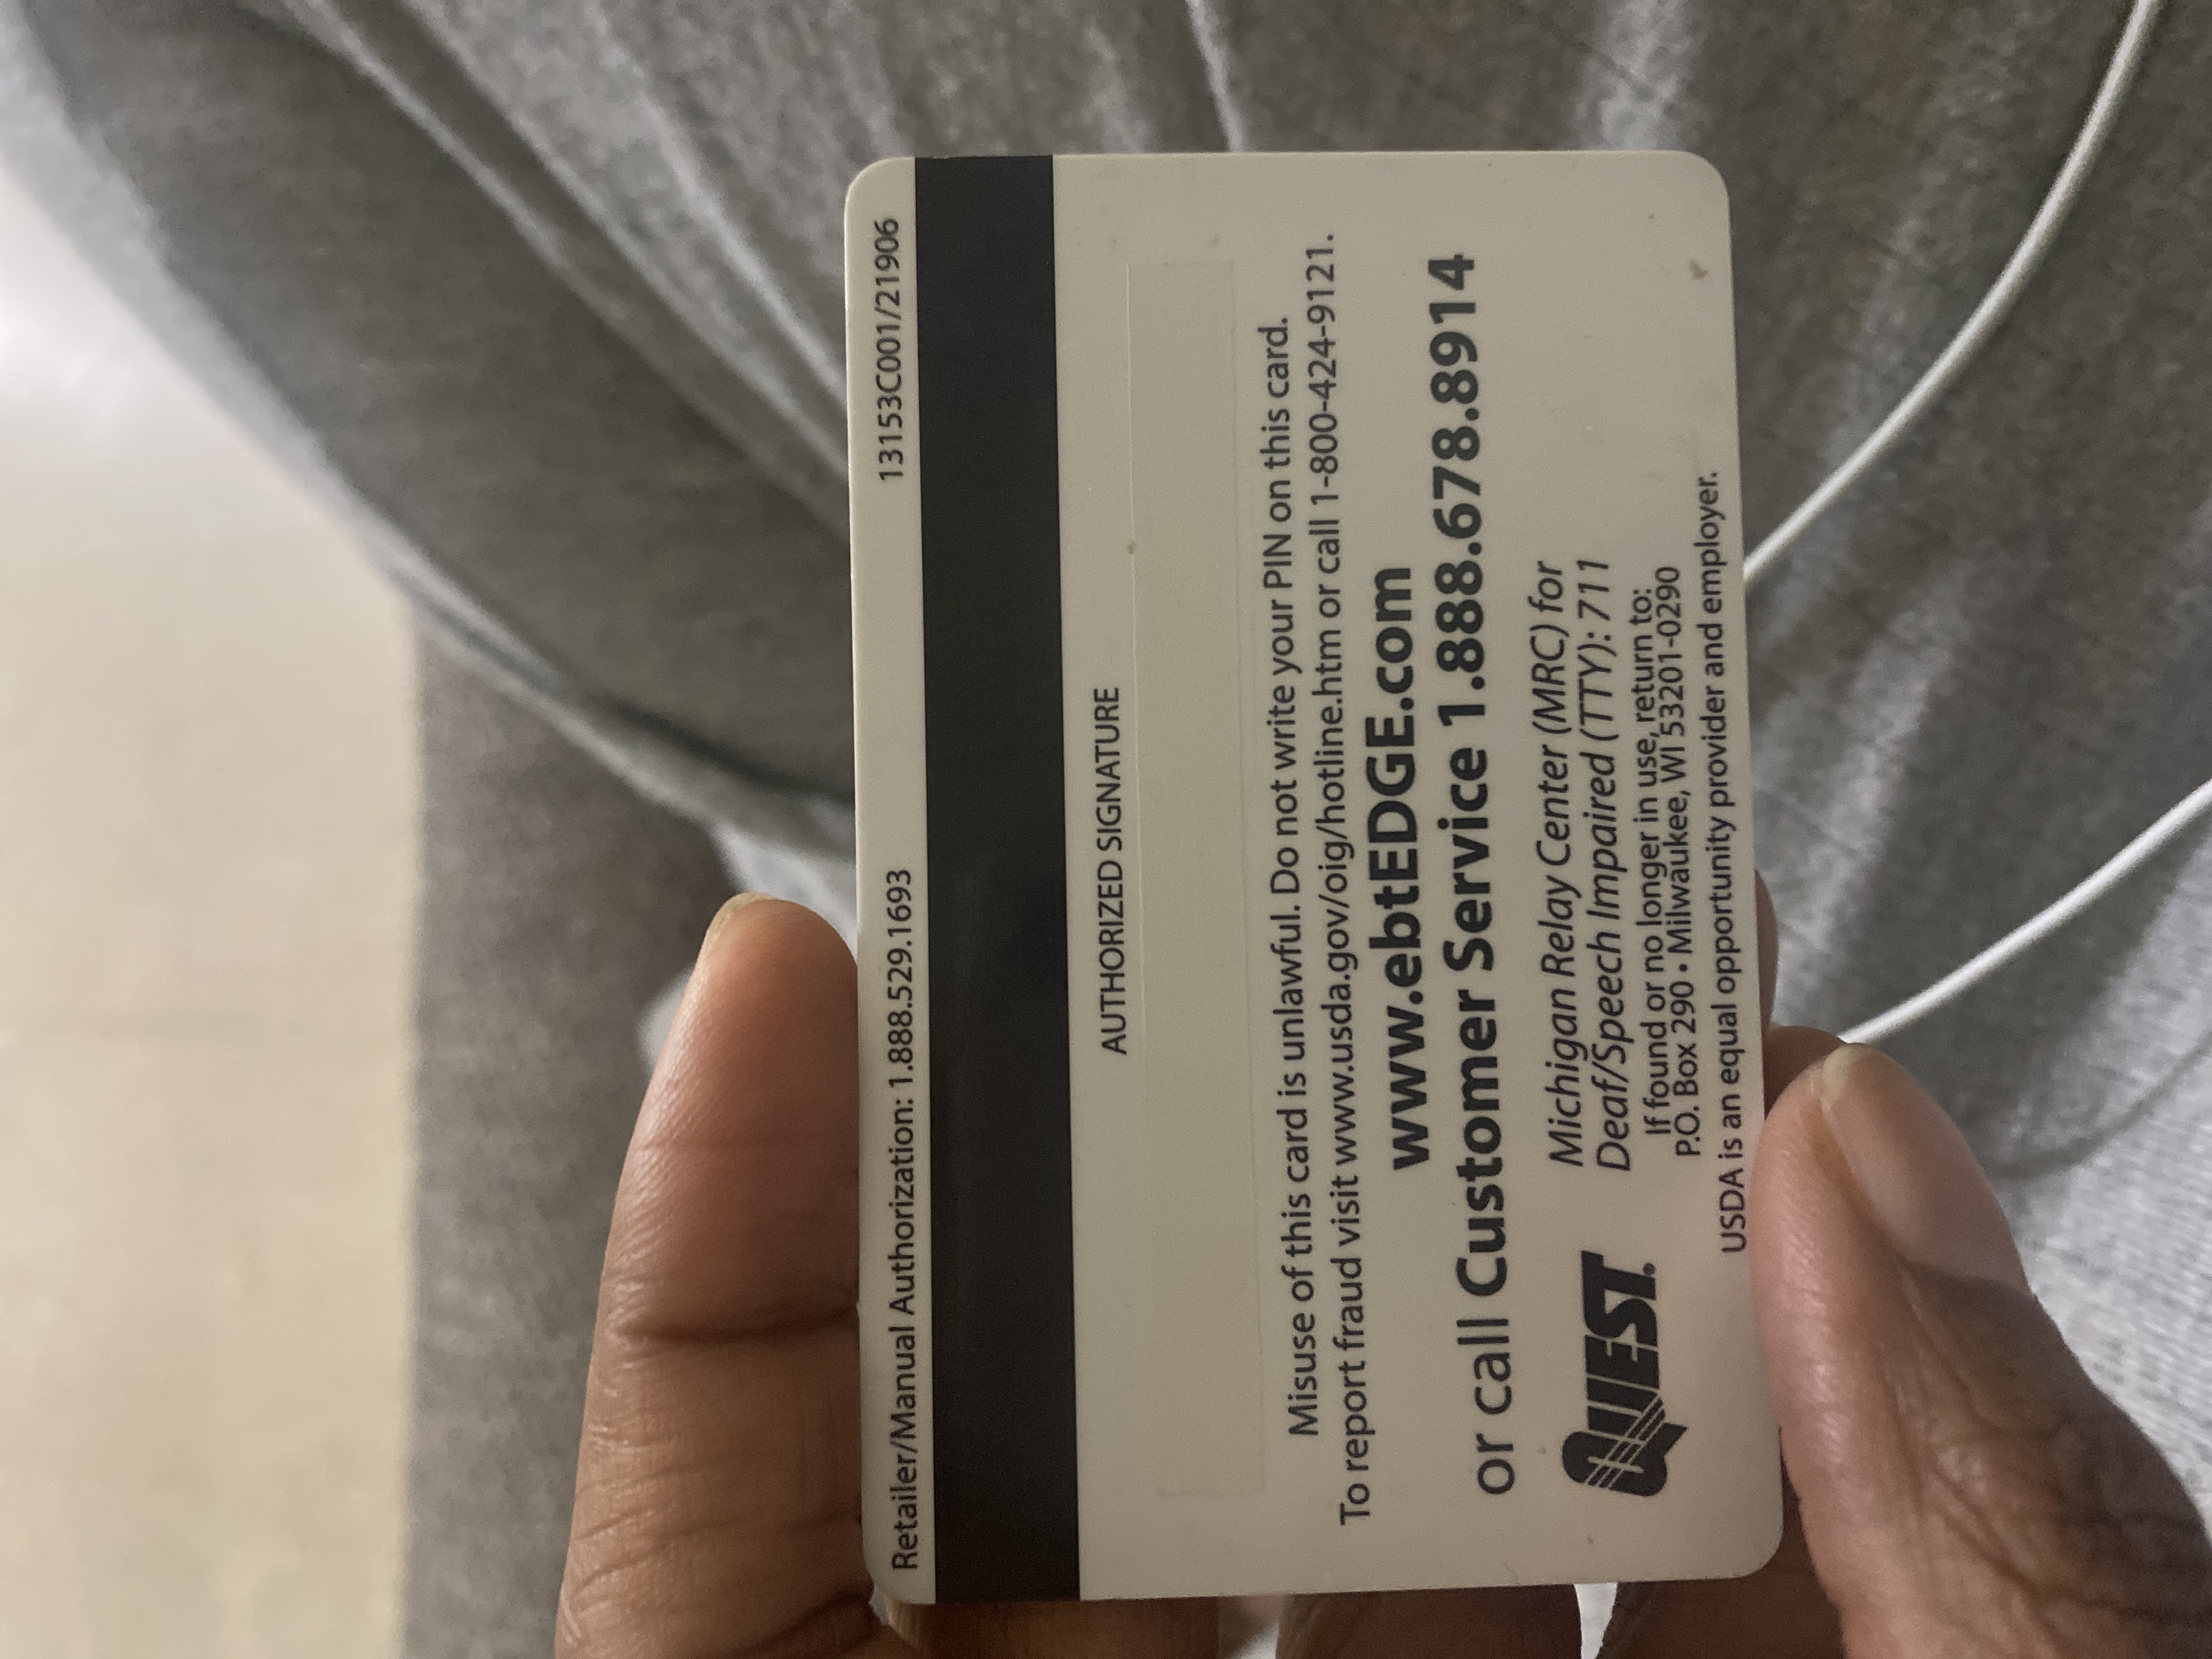 Retailer/Manual Authorization: 1.888.529.1693 13153C001/21906
AUTHORIZED SIGNATURE
Misuse of this card is unlawful. Do not write your PIN on this card.
To report fraud visit www.usda.gov/oig/hotline.htm or call 1-800-424-9121.
www.ebtEDGE.com
or call Customer Service 1.888.678.8914
Michigan Relay Center (MRC) for
Deaf/Speech Impaired (TTY): 711
If found or no longer in use, return to:
P.O. Box 290 • Milwaukee, WI 53201-0290
USDA is an equal opportunity provider and employer.
QUEST®